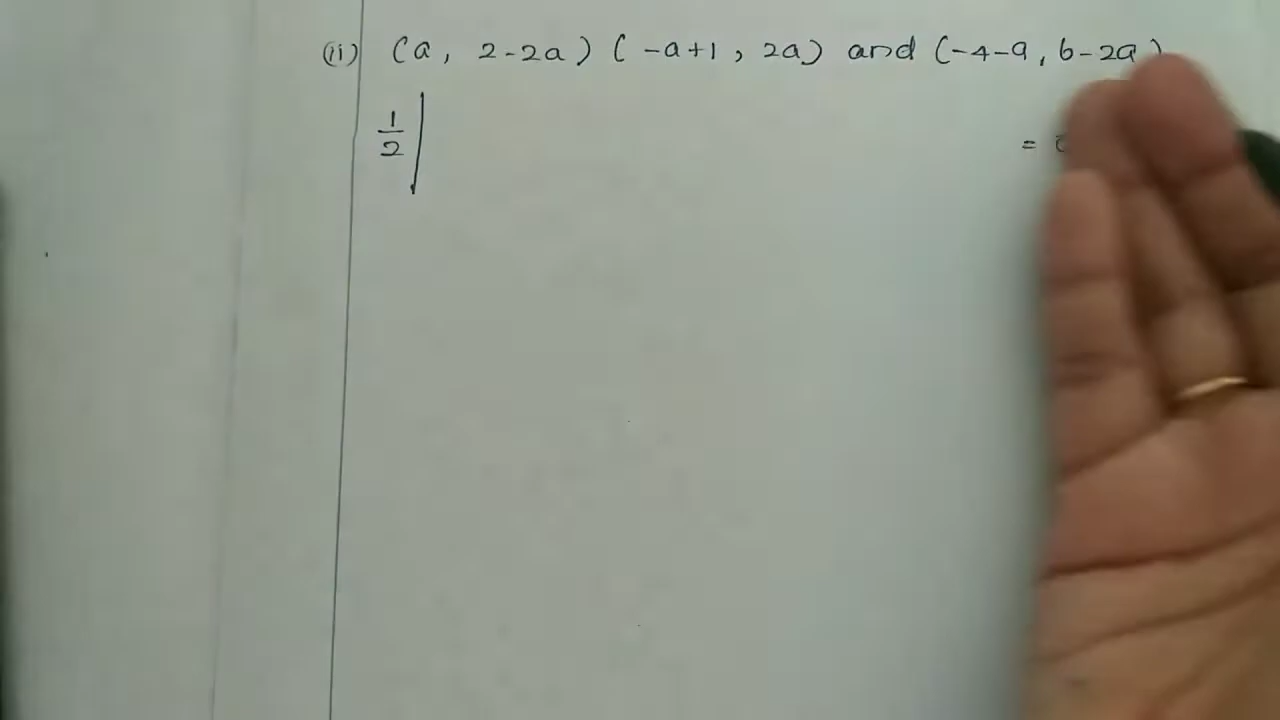 (ii) (a, 2-2a) (-a+1, 2a) and (-4-a, 6-2a)
1/2 | =